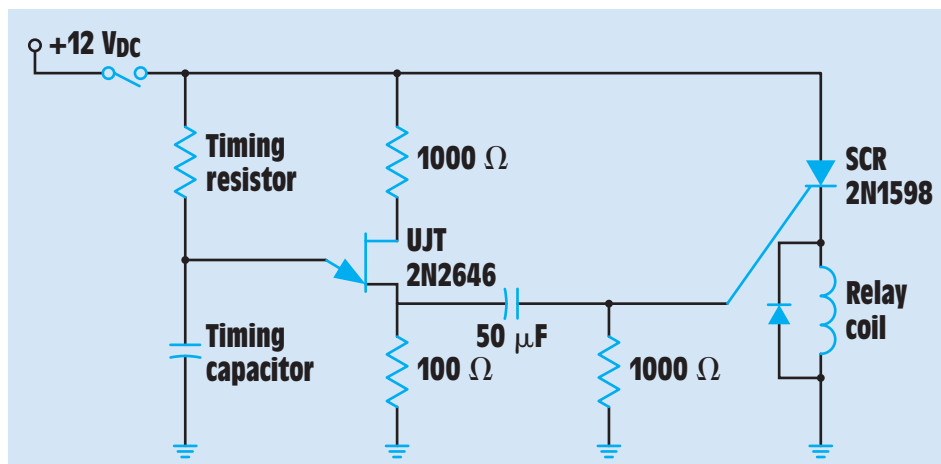 +12 VDC
Timing
resistor
1000 Ω
SCR
2N1598
UJT
2N2646
Relay
coil
50 μF
Timing
capacitor
100 Ω
1000 Ω